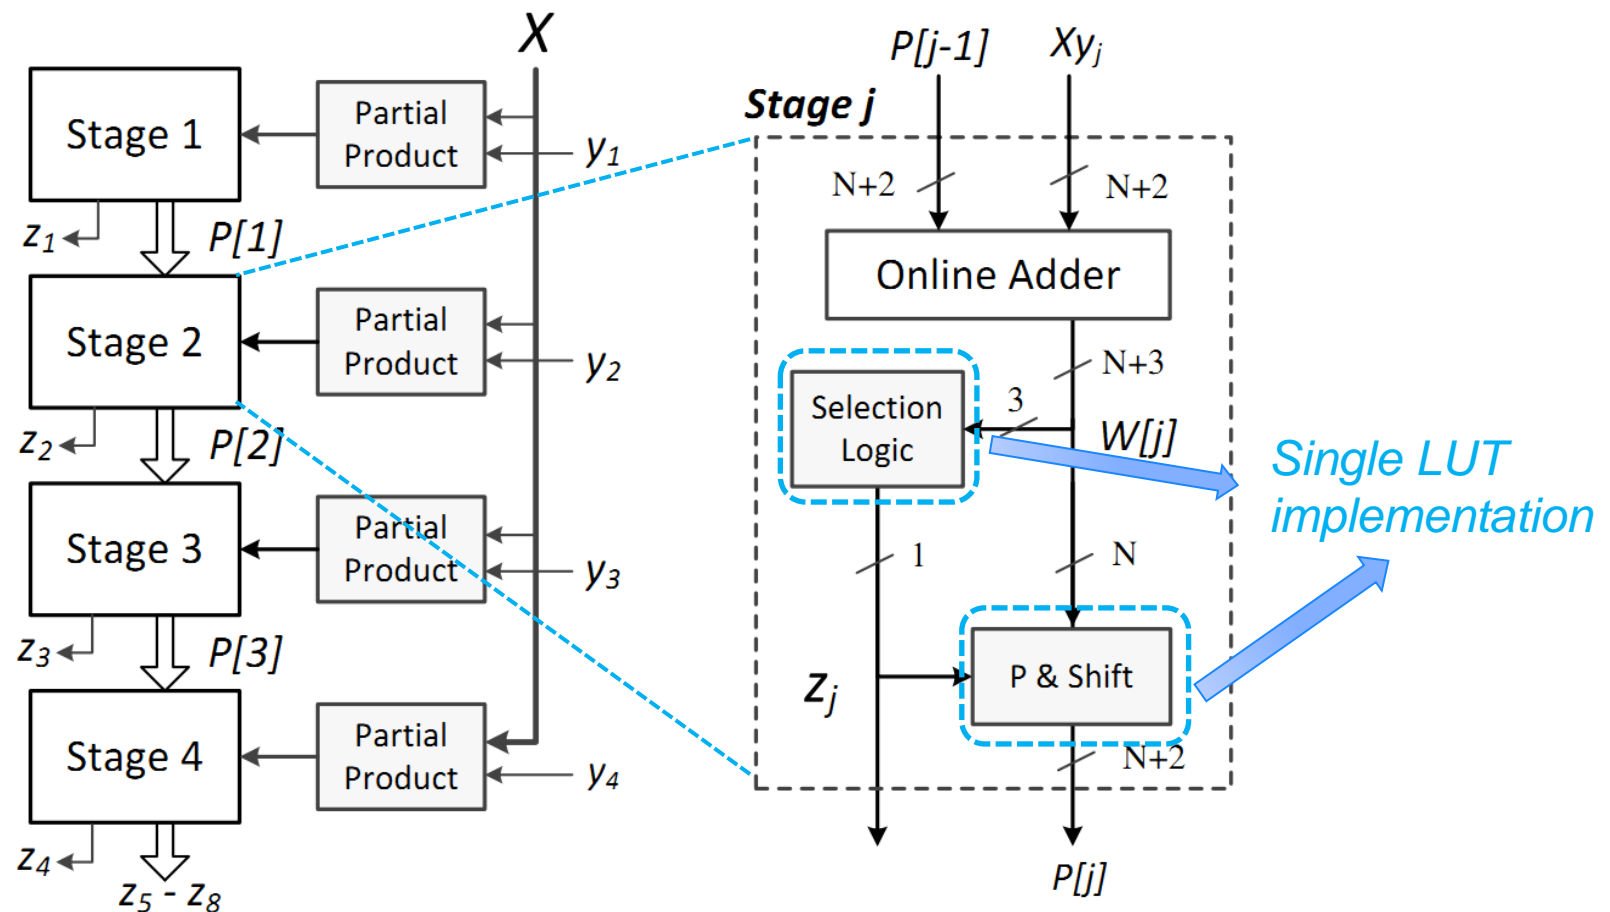 X
Stage 1
Partial
Product
y1
z1
P[1]
Stage 2
Partial
Product
y2
z2
P[2]
Stage 3
Partial
Product
y3
z3
P[3]
Stage 4
Partial
Product
y4
z4
z5 - z8
P[j-1]
Xyj
Stage j
N+2
N+2
Online Adder
N+3
Selection
Logic
3
W[j]
1
N
Zj
P & Shift
N+2
P[j]
Single LUT
implementation